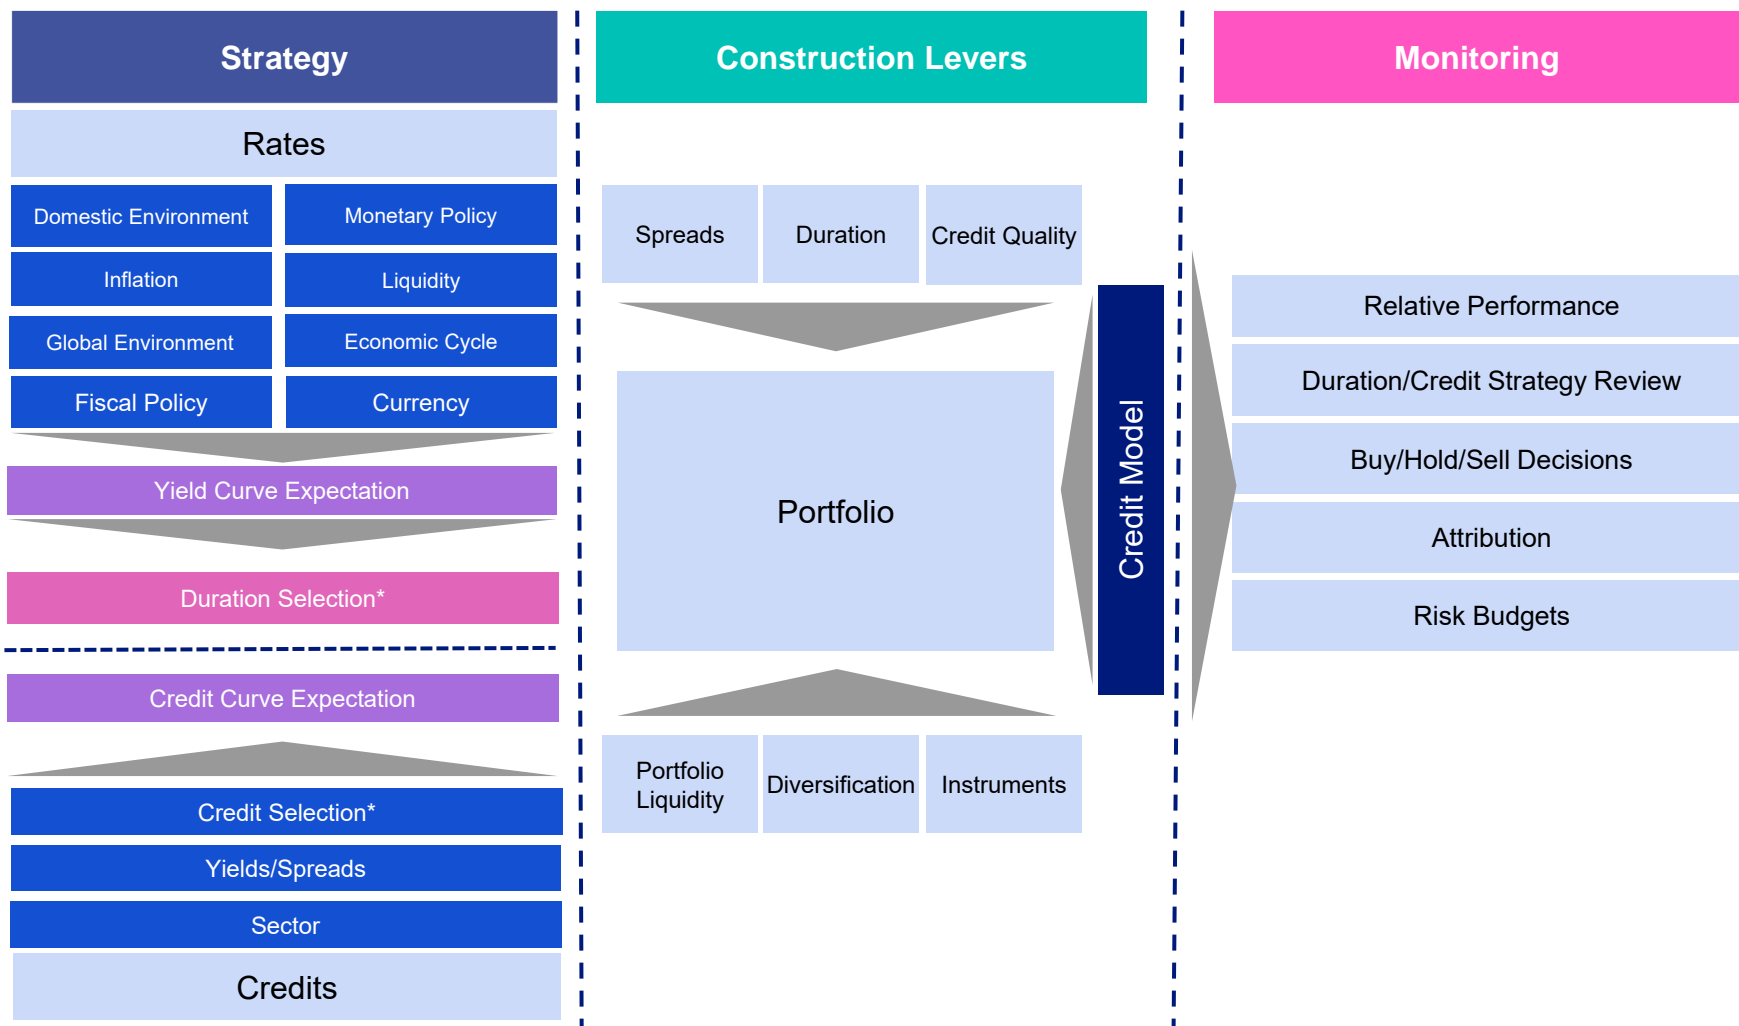 Strategy
Construction Levers
Monitoring
Rates
Domestic Environment
Monetary Policy
Inflation
Liquidity
Global Environment
Economic Cycle
Fiscal Policy
Currency
Yield Curve Expectation
Duration Selection*
Credit Curve Expectation
Credit Selection*
Yields/Spreads
Sector
Credits
Spreads
Duration
Credit Quality
Portfolio
Portfolio
Liquidity
Diversification
Instruments
Credit Model
Relative Performance
Duration/Credit Strategy Review
Buy/Hold/Sell Decisions
Attribution
Risk Budgets